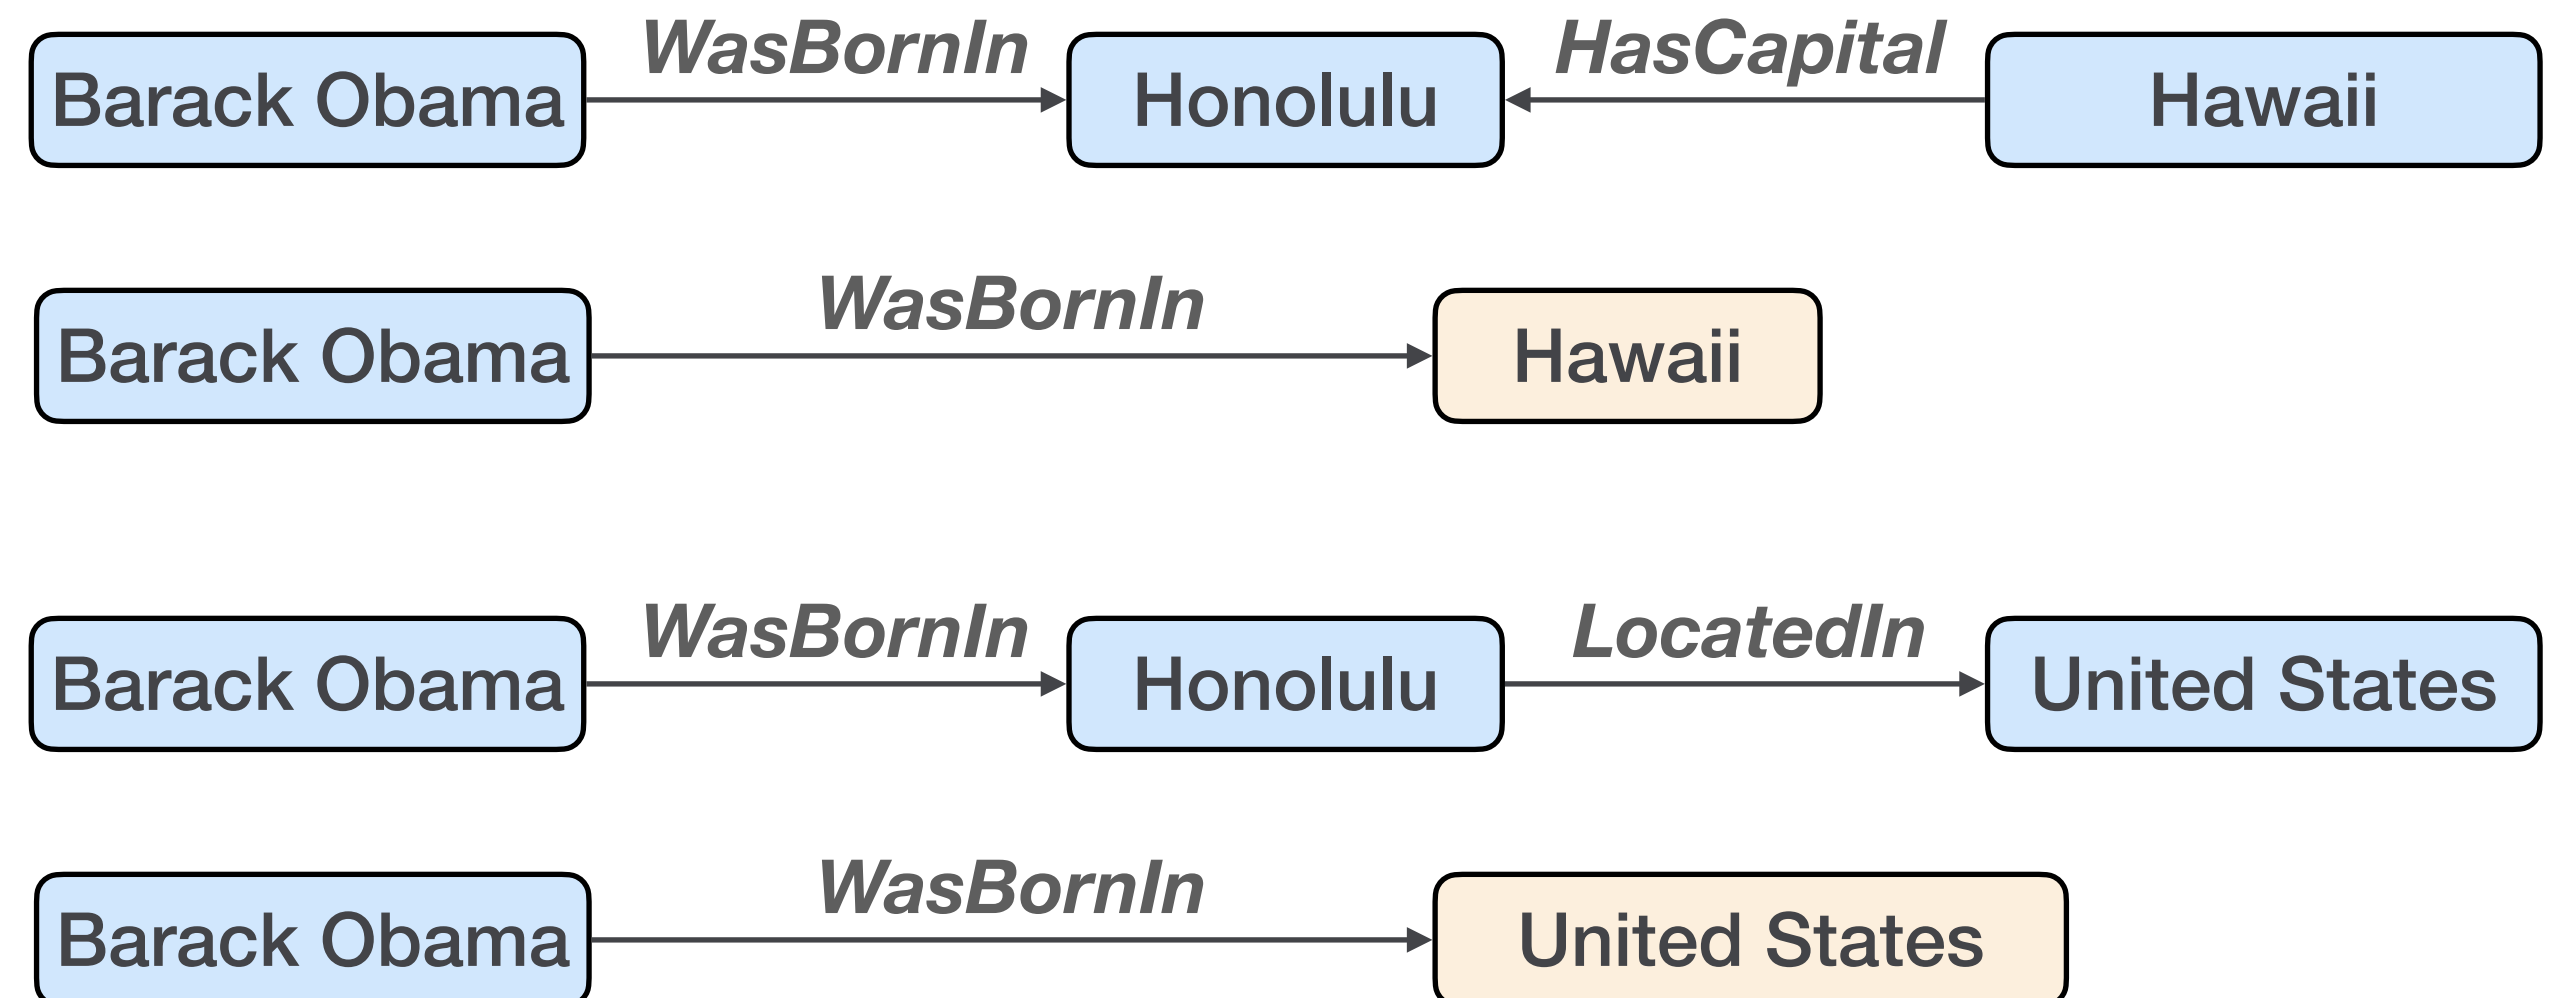 WasBornIn HasCapital
Barack Obama Honolulu Hawaii
WasBornIn
Barack Obama Hawaii
WasBornIn LocatedIn
Barack Obama Honolulu United States
WasBornIn
Barack Obama United States